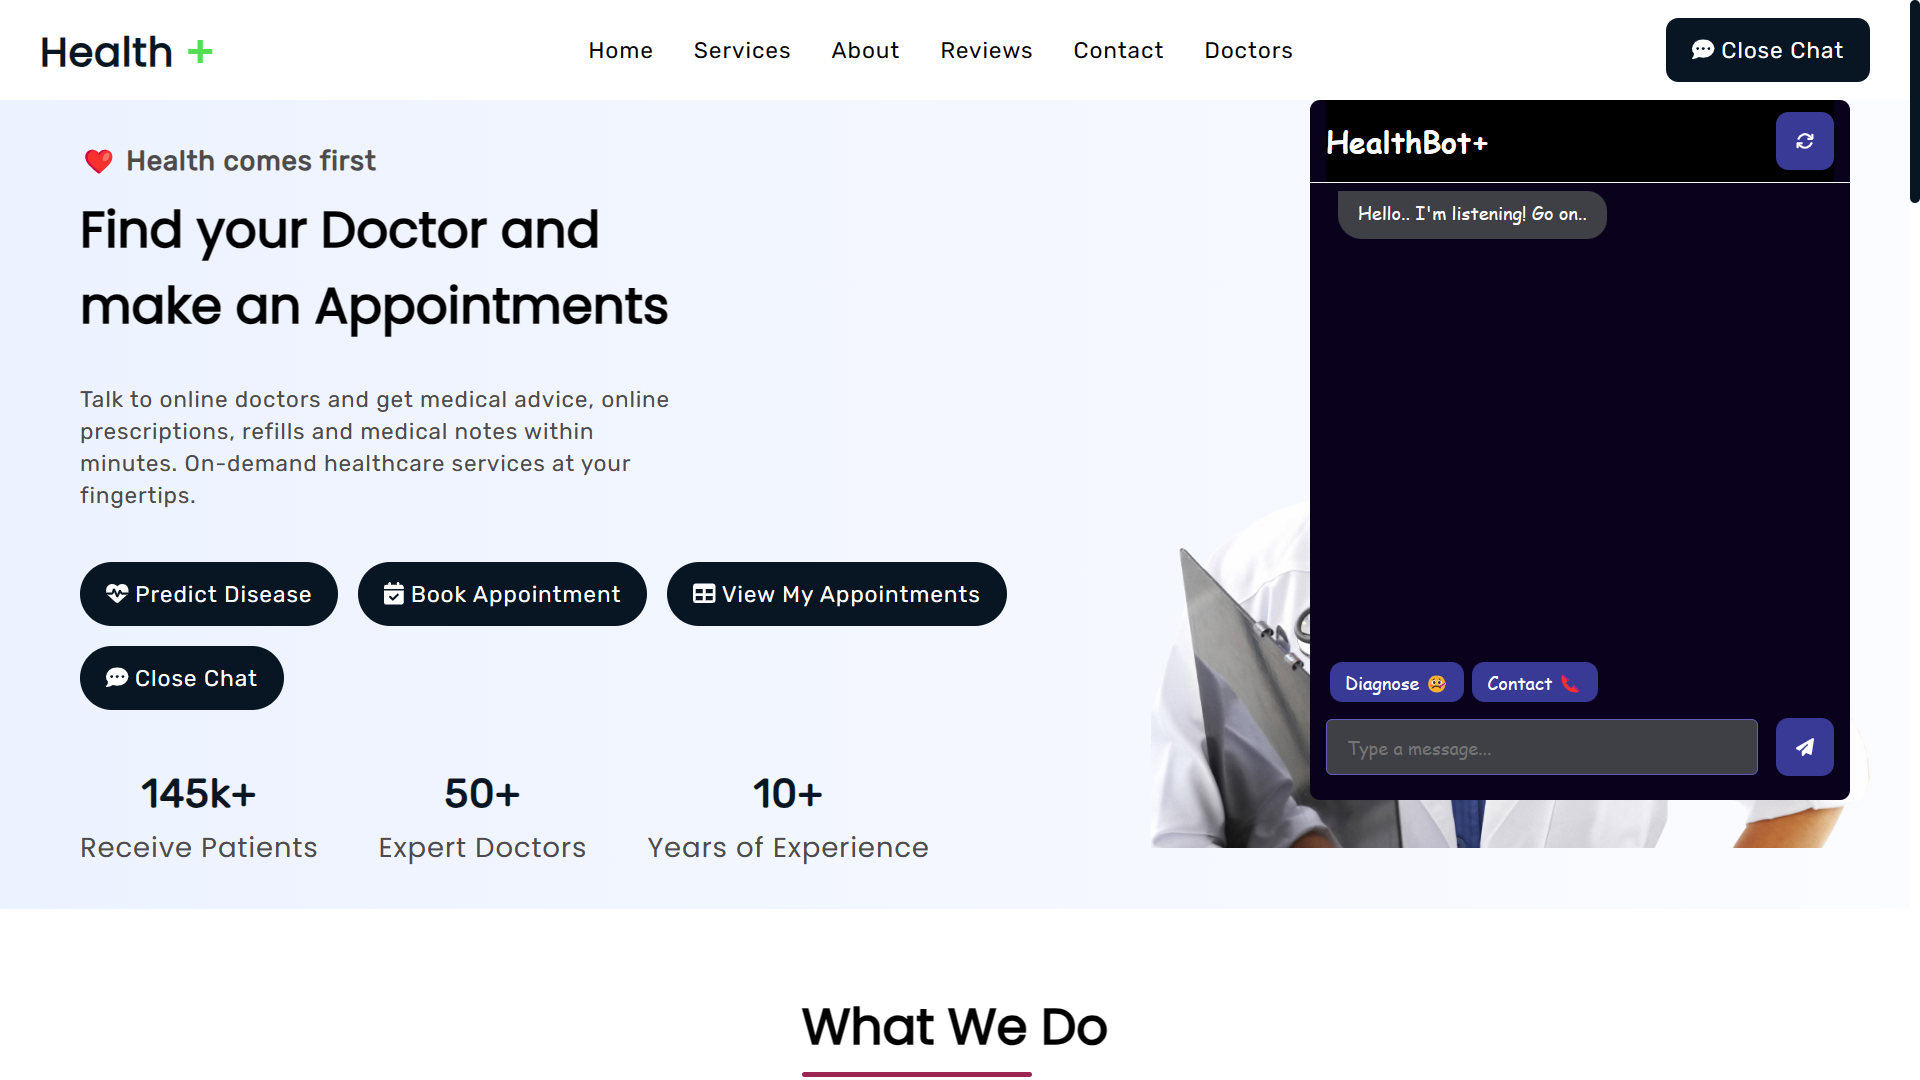 Health +
Home Services About Reviews Contact Doctors
Close Chat
Health comes first
Find your Doctor and
make an Appointments
Talk to online doctors and get medical advice, online
prescriptions, refills and medical notes within
minutes. On-demand healthcare services at your
fingertips.
Predict Disease
Book Appointment
View My Appointments
Close Chat
145k+
Receive Patients
50+
Expert Doctors
10+
Years of Experience
HealthBot+
Hello.. I'm listening! Go on..
Diagnose
Contact
Type a message...
What We Do